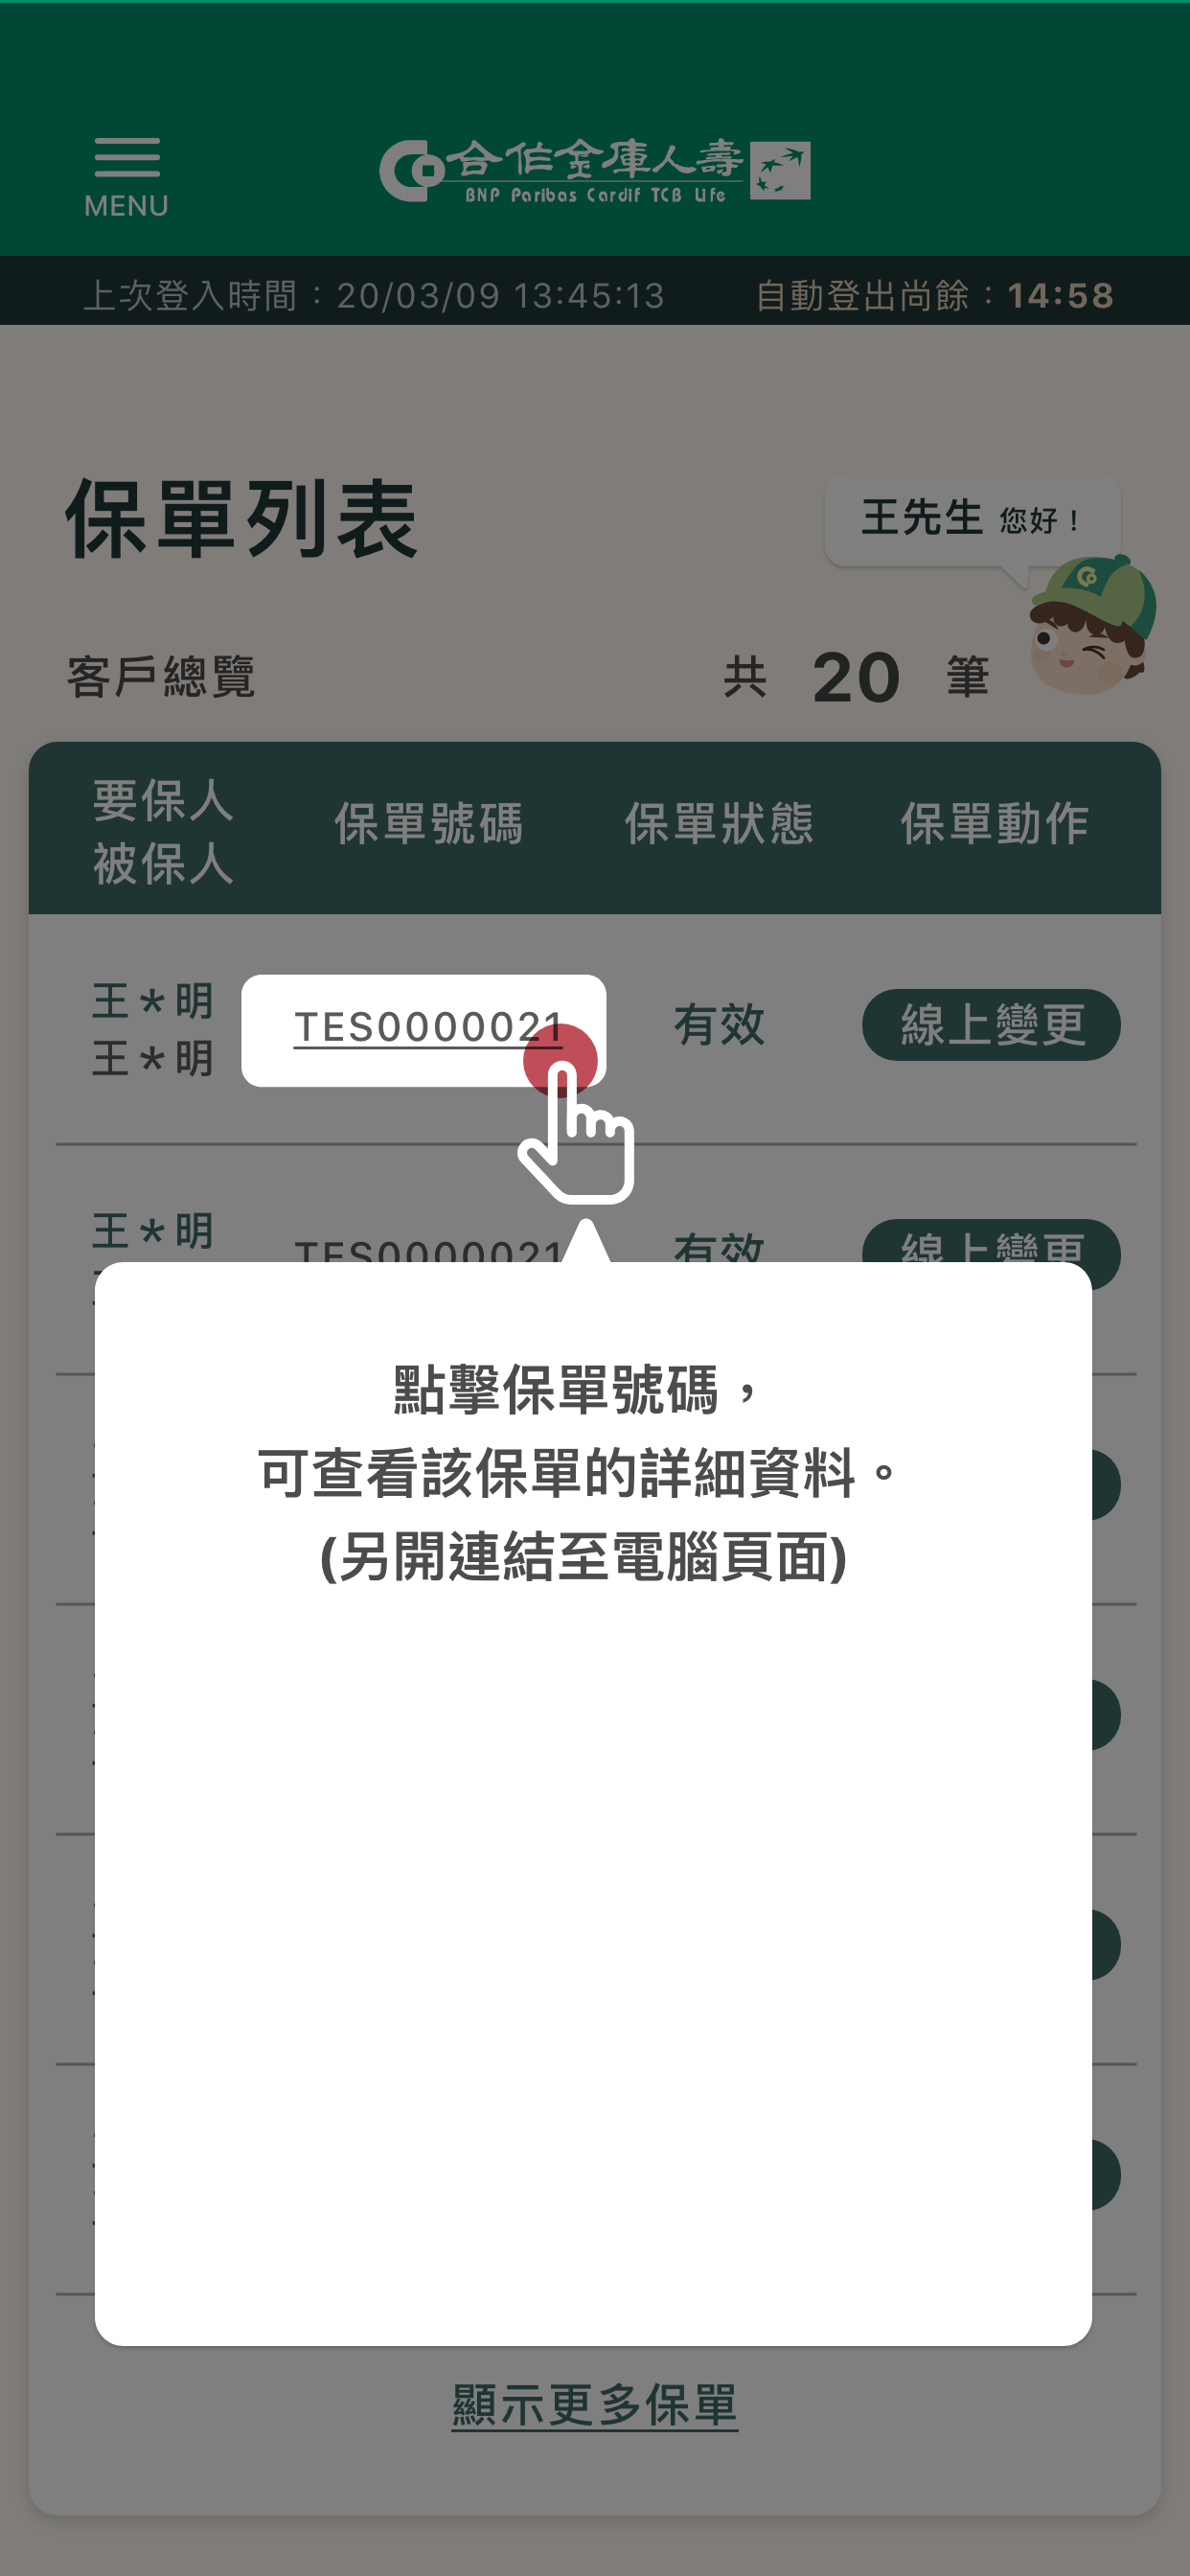 MENU
合作金庫人壽
BNP Paribas Cardif TCB Life
上次登入時間：20/03/09 13:45:13
自動登出尚餘：14:58
保單列表
王先生 您好！
客戶總覽
共 20 筆
要保人
被保人
保單號碼
保單狀態
保單動作
王*明
王*明
TES0000021
有效
線上變更
王*明
TES0000021
有效
線上變更
點擊保單號碼，
可查看該保單的詳細資料。
(另開連結至電腦頁面)
顯示更多保單